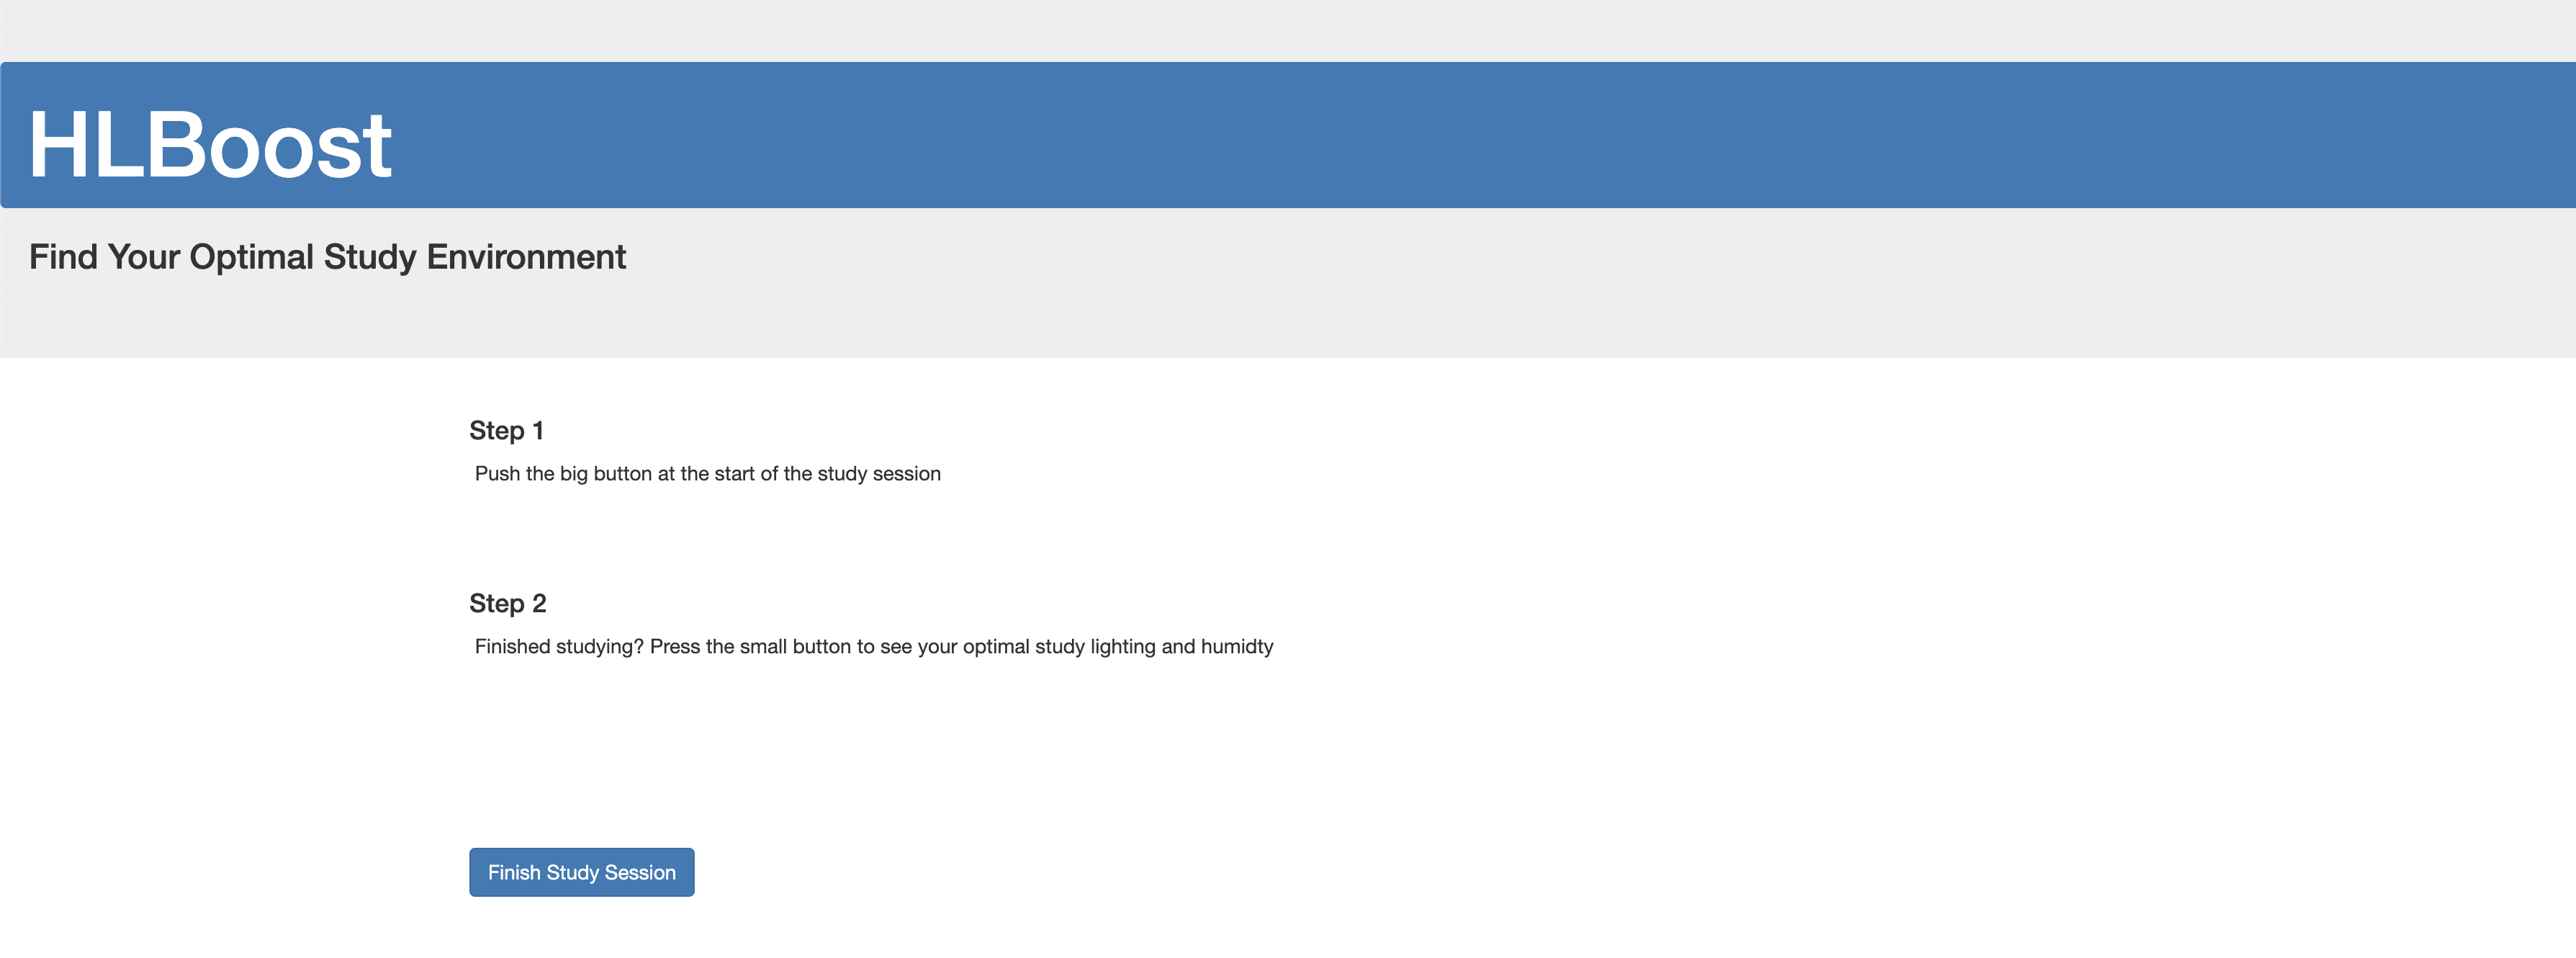 HLBoost
Find Your Optimal Study Environment
Step 1
Push the big button at the start of the study session
Step 2
Finished studying? Press the small button to see your optimal study lighting and humidty
Finish Study Session